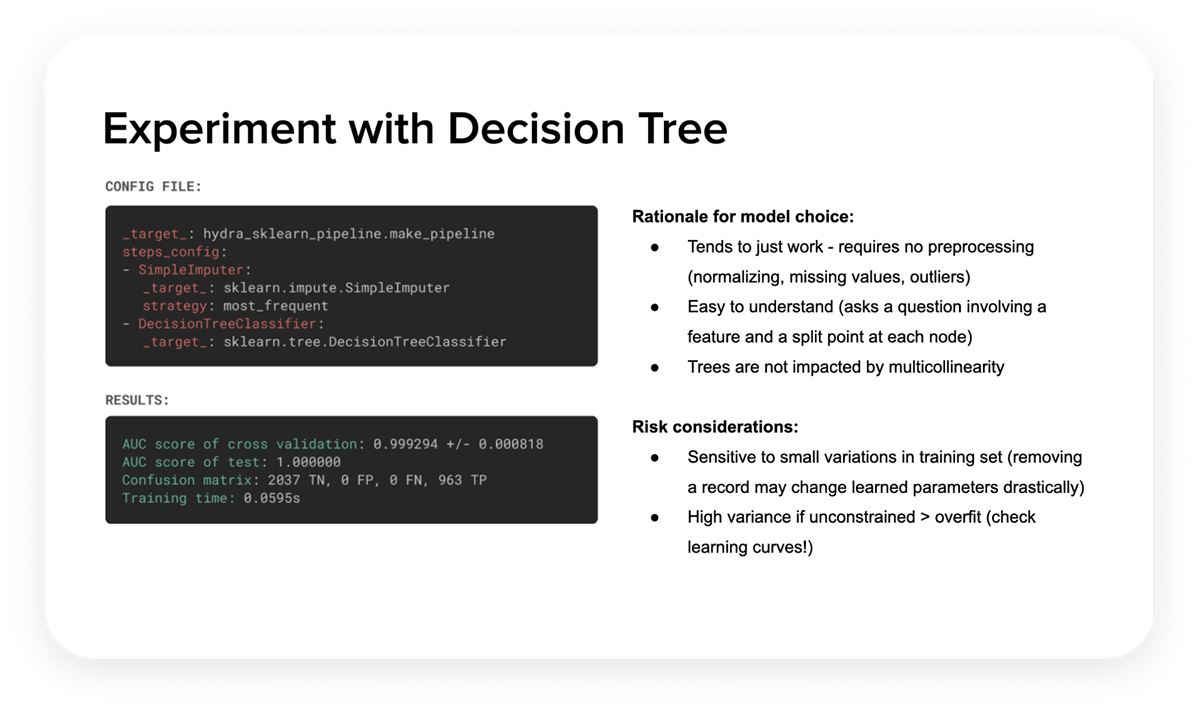 Experiment with Decision Tree
CONFIG FILE:
_target_: hydra_sklearn_pipeline.make_pipeline
steps_config:
- SimpleImputer:
_target_: sklearn.impute.SimpleImputer
strategy: most_frequent
- DecisionTreeClassifier:
_target_: sklearn.tree.DecisionTreeClassifier
RESULTS:
AUC score of cross validation: 0.999294 +/- 0.000818
AUC score of test: 1.000000
Confusion matrix: 2037 TN, 0 FP, 0 FN, 963 TP
Training time: 0.0595s
Rationale for model choice:
● Tends to just work - requires no preprocessing
(normalizing, missing values, outliers)
● Easy to understand (asks a question involving a
feature and a split point at each node)
● Trees are not impacted by multicollinearity
Risk considerations:
● Sensitive to small variations in training set (removing
a record may change learned parameters drastically)
● High variance if unconstrained > overfit (check
learning curves!)